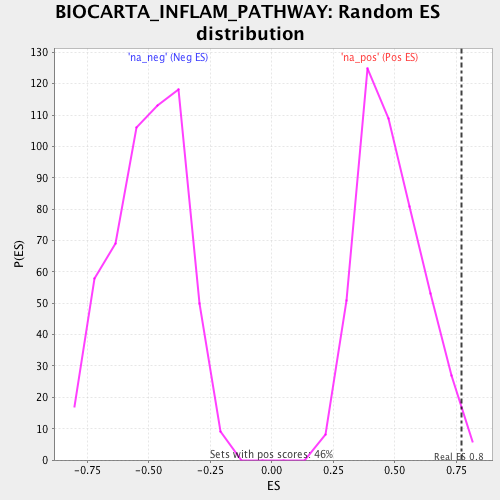 BIOCARTA_INFLAM_PATHWAY: Random ES
distribution
'na_neg' (Neg ES)
'na_pos' (Pos ES)
P(ES)
130
120
110
100
90
80
70
60
50
40
30
20
10
0
Sets with pos scores: 46%
Real ES 0.8
-0.75
-0.50
-0.25
0.00
0.25
0.50
0.75
ES